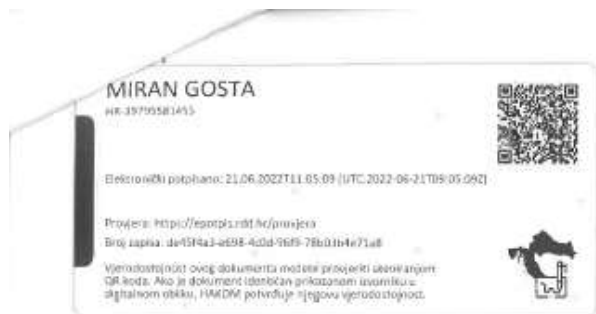 MIRAN GOSTA
HR-39795581455
Elektronički potpisano: 21.06.2022T11:05:09 (UTC:2022-06-21T09:05:09Z)
Provjera: https://epotpis.rdd.hr/provjera
Broj zapisa: de45f4a3-e698-4c0d-96f9-78b03b4e71a8
Vjerodostojnost ovog dokumenta možete provjeriti skeniranjem
QR koda. Ako je dokument identičan prikazanom izvorniku u
digitalnom obliku, HAKOM potvrđuje njegovu vjerodostojnost.